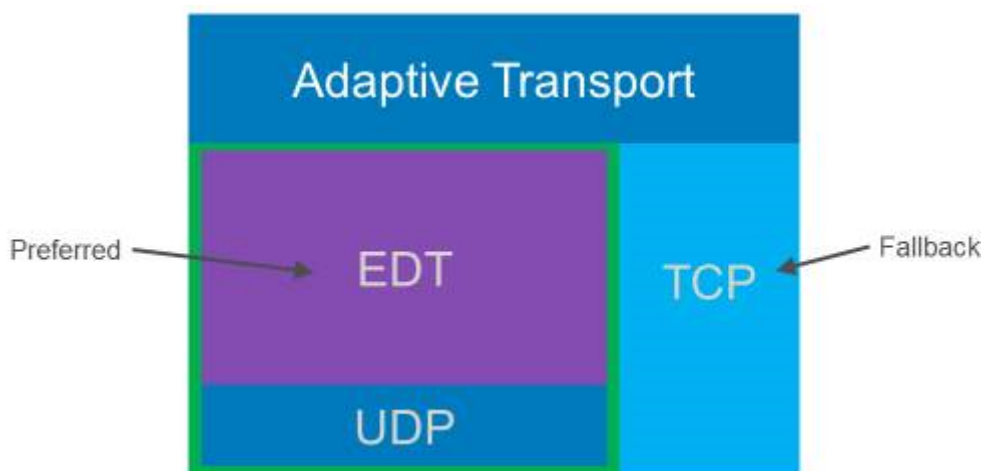 Adaptive Transport
Preferred
EDT
TCP
Fallback
UDP